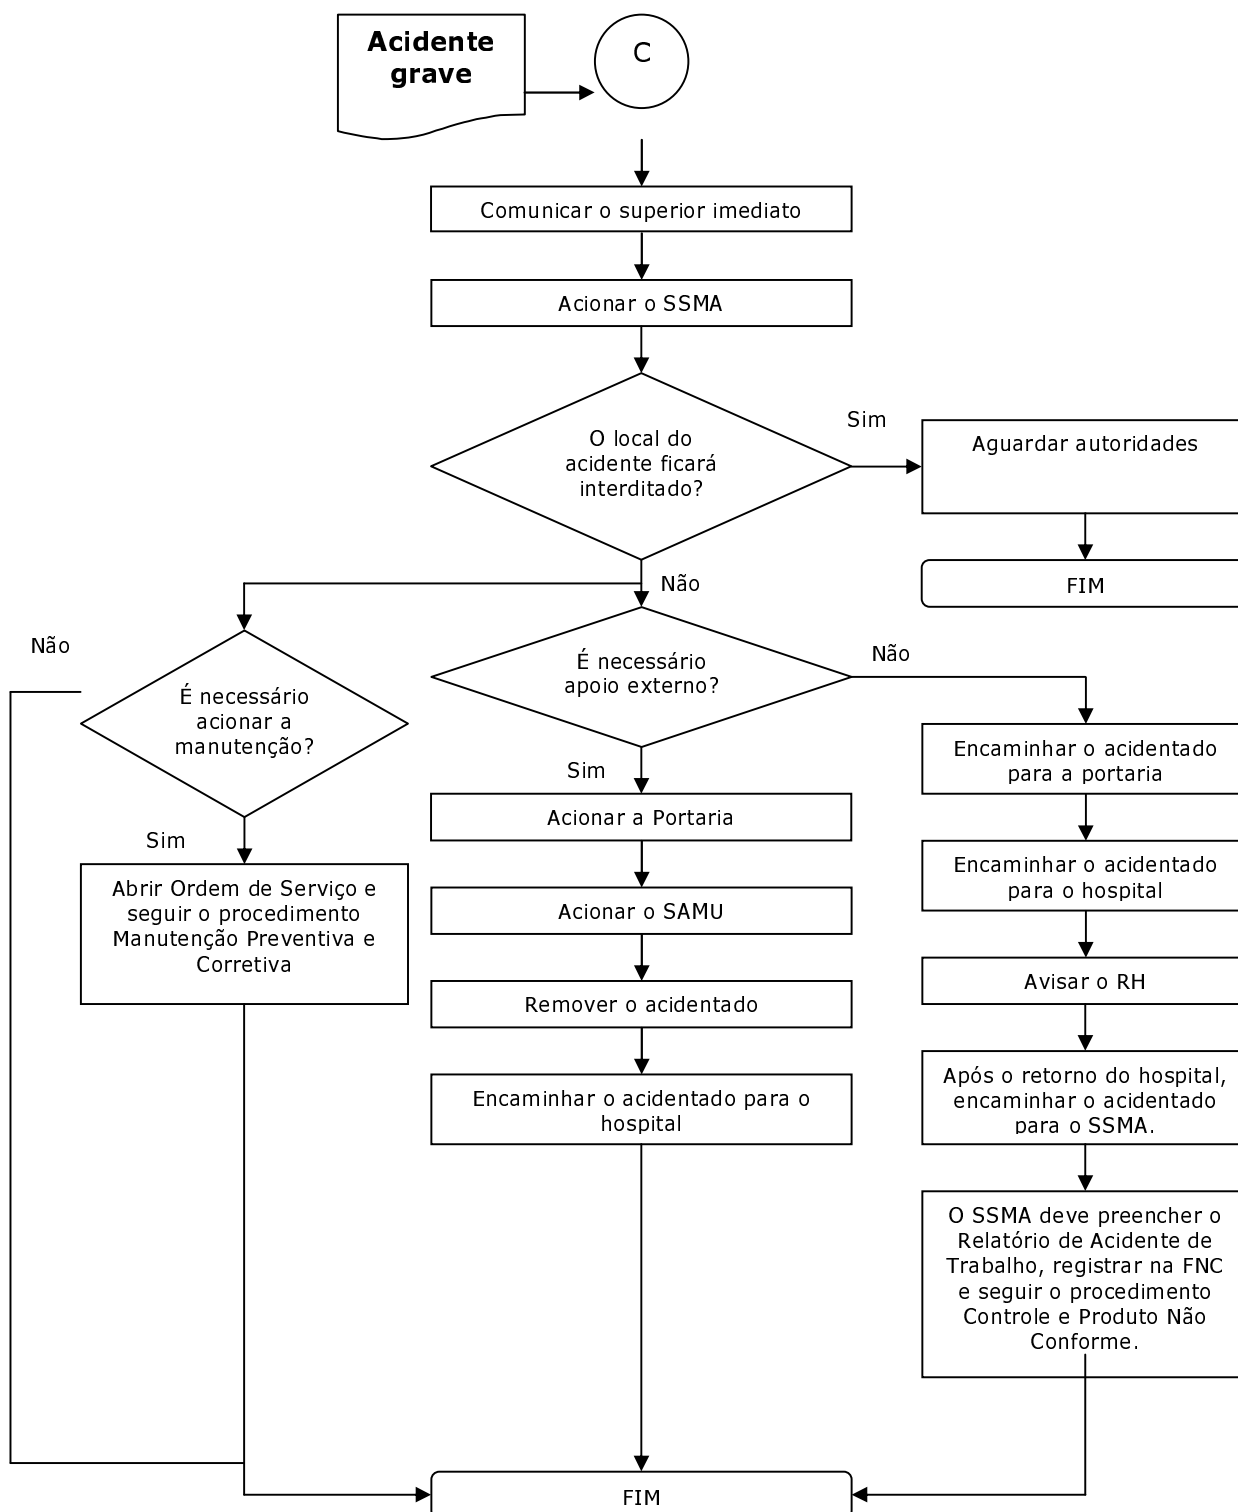 Acidente
grave
C
Comunicar o superior imediato
Acionar o SSMA
O local do
acidente ficará
interditado?
Sim
Aguardar autoridades
FIM
Não
Não
É necessário
acionar a
manutenção?
É necessário
apoio externo?
Não
Sim
Abrir Ordem de Serviço e
seguir o procedimento
Manutenção Preventiva e
Corretiva
Sim
Acionar a Portaria
Acionar o SAMU
Remover o acidentado
Encaminhar o acidentado para o
hospital
Encaminhar o acidentado
para a portaria
Encaminhar o acidentado
para o hospital
Avisar o RH
Após o retorno do hospital,
encaminhar o acidentado
para o SSMA.
O SSMA deve preencher o
Relatório de Acidente de
Trabalho, registrar na FNC
e seguir o procedimento
Controle e Produto Não
Conforme.
FIM